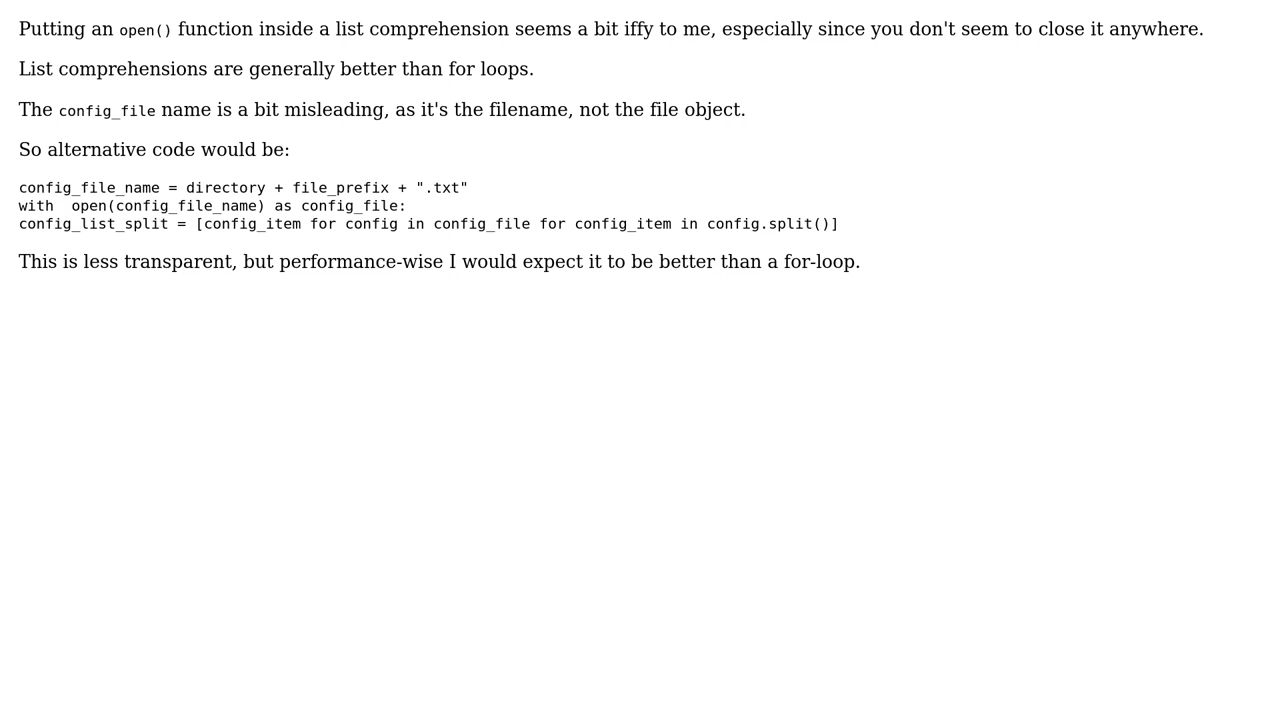 Putting an open() function inside a list comprehension seems a bit iffy to me, especially since you don't seem to close it anywhere.
List comprehensions are generally better than for loops.
The config_file name is a bit misleading, as it's the filename, not the file object.
So alternative code would be:
config_file_name = directory + file_prefix + ".txt"
with  open(config_file_name) as config_file:
config_list_split = [config_item for config in config_file for config_item in config.split()]
This is less transparent, but performance-wise I would expect it to be better than a for-loop.